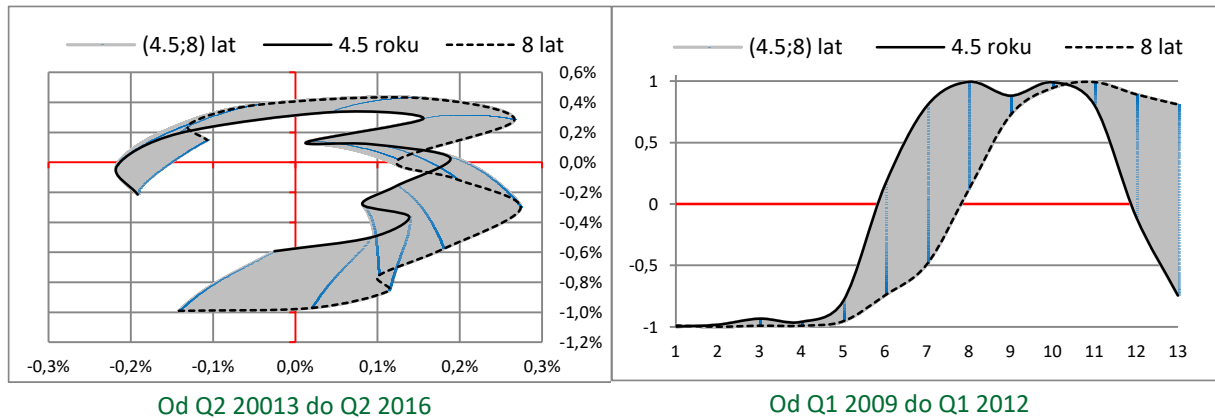 (4.5;8) lat 4.5 roku 8 lat
0,6%
0,4%
0,2%
0,0%
-0,2%
-0,4%
-0,6%
-0,8%
-1,0%
-1,2%
-0,3% -0,2% -0,1% 0,0% 0,1% 0,2% 0,3%
Od Q2 20013 do Q2 2016
(4.5;8) lat 4.5 roku 8 lat
1
0,5
0
-0,5
-1
1 2 3 4 5 6 7 8 9 10 11 12 13
Od Q1 2009 do Q1 2012